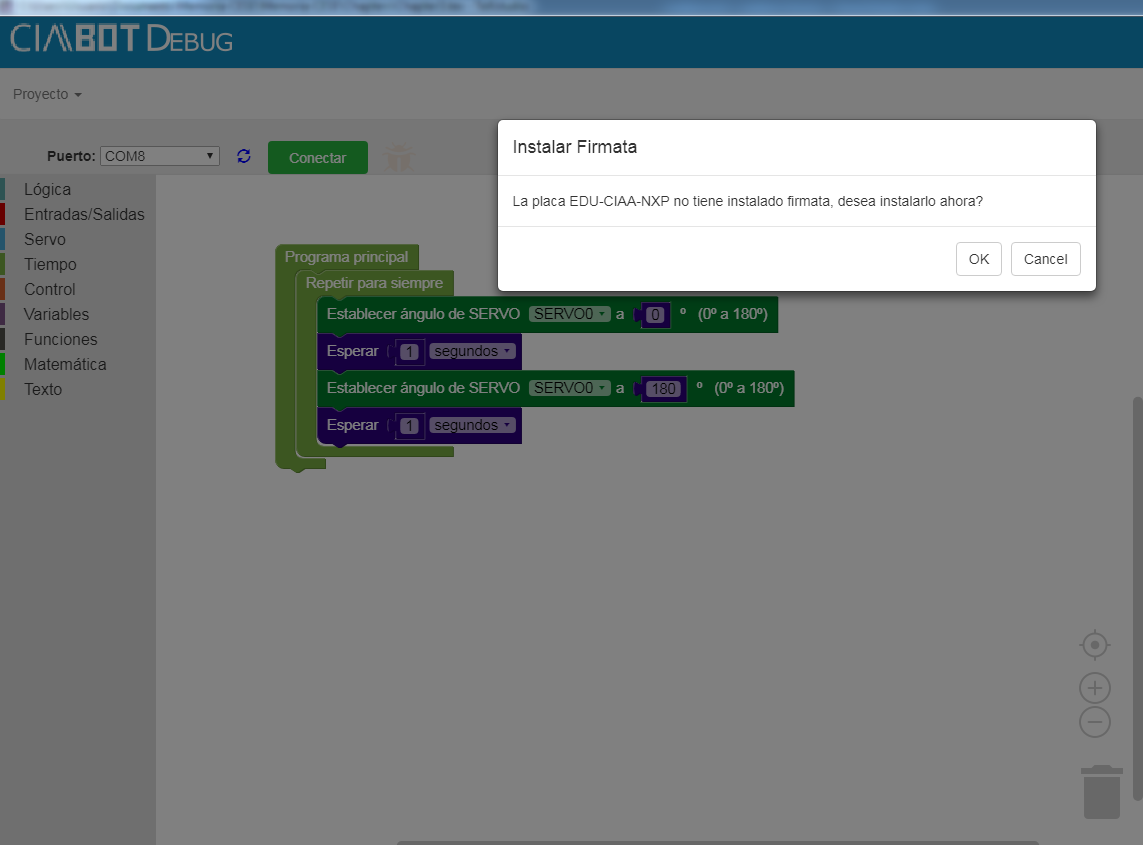 CIAABOT DEBUG
Proyecto
Puerto: COM8 Conectar
Instalar Firmata
La placa EDU-CIAA-NXP no tiene instalado firmata, desea instalarlo ahora?
OK Cancel
Lógica
Entradas/Salidas
Servo
Tiempo
Control
Variables
Funciones
Matemática
Texto
Programa principal
Repetir para siempre
Establecer ángulo de SERVO SERVO0 a 0 º (0º a 180º)
Esperar 1 segundos
Establecer ángulo de SERVO SERVO0 a 180 º (0º a 180º)
Esperar 1 segundos